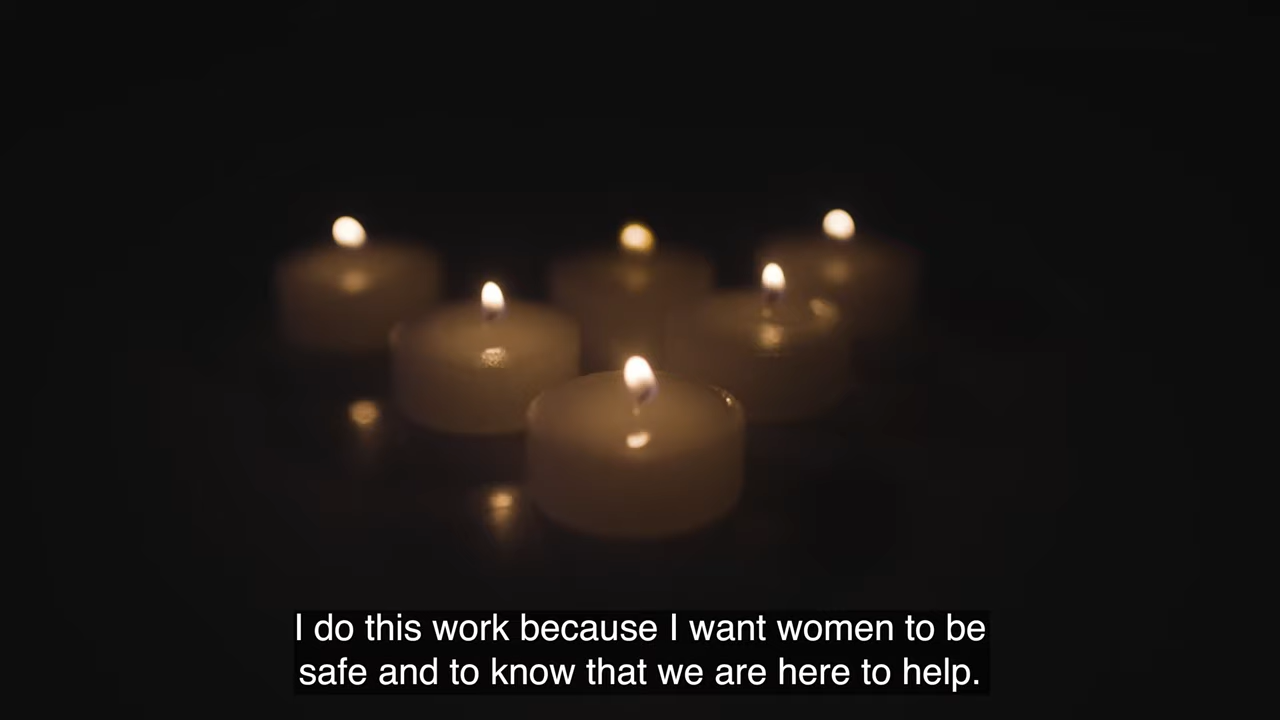 I do this work because I want women to be
safe and to know that we are here to help.